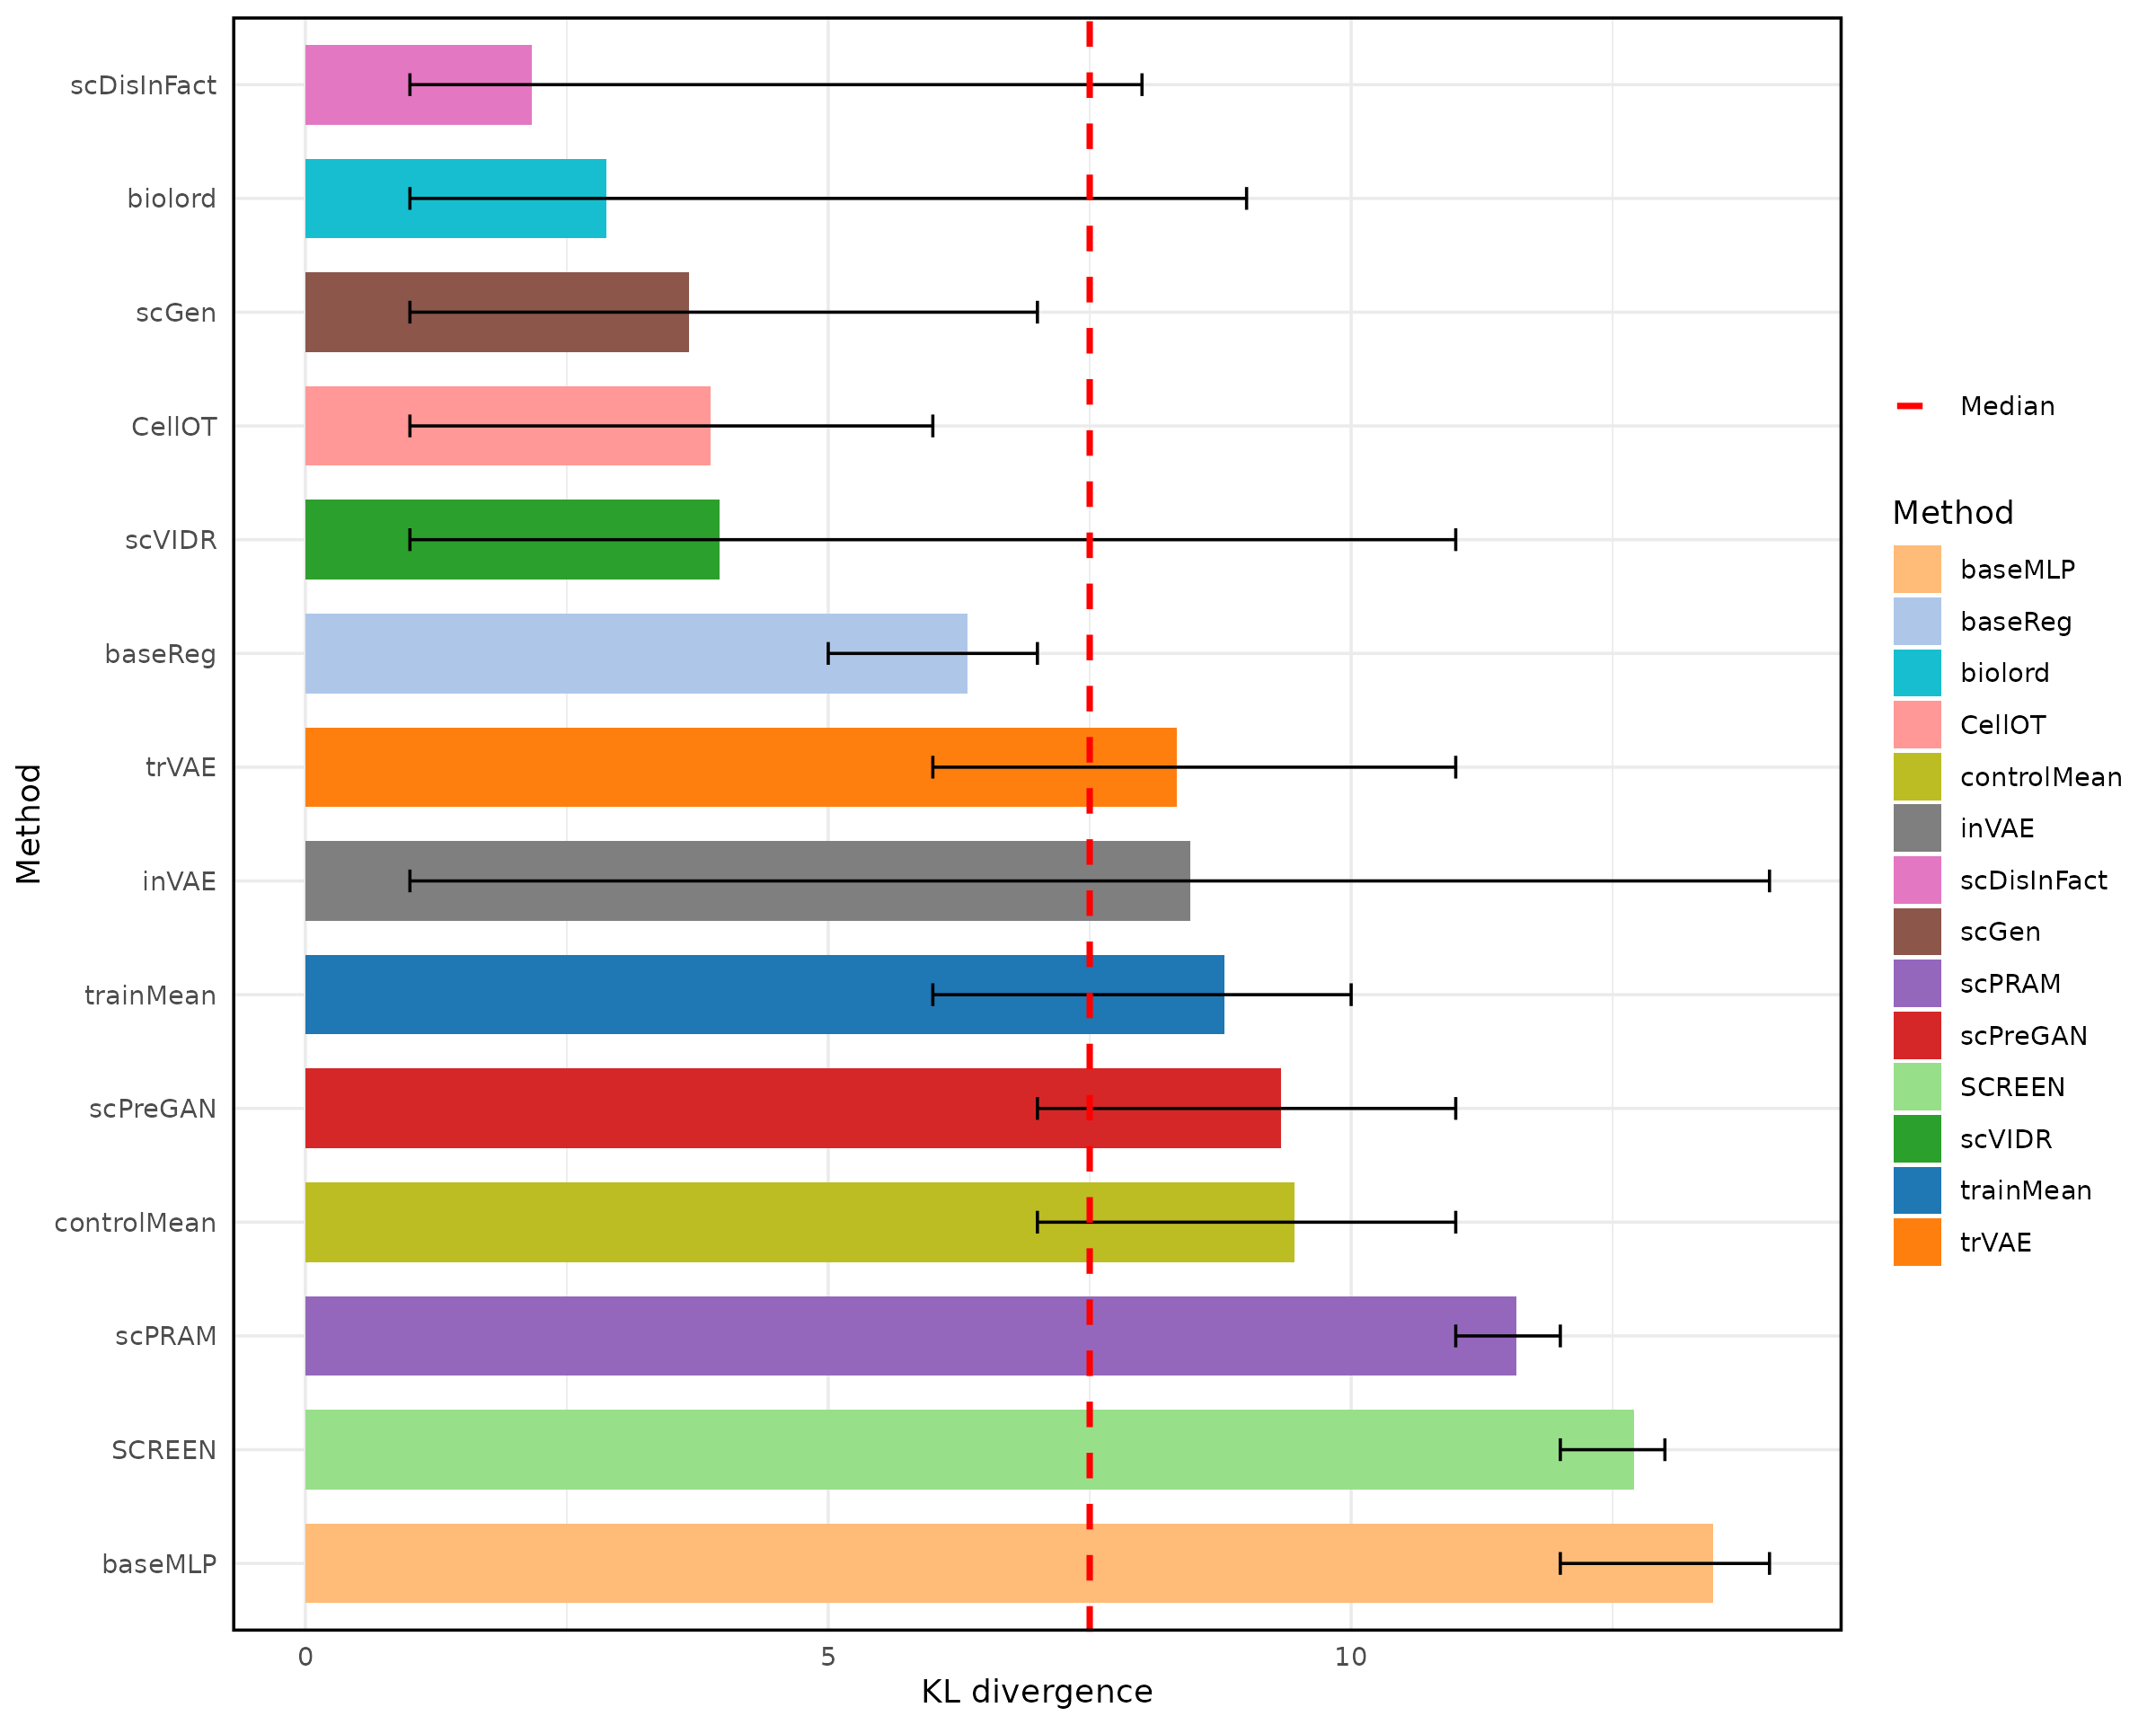 scDisInFact
biolord
scGen
CellOT
scVIDR
baseReg
trVAE
inVAE
trainMean
scPreGAN
controlMean
scPRAM
SCREEN
baseMLP
Method
0 5 10
KL divergence
Median
Method
baseMLP
baseReg
biolord
CellOT
controlMean
inVAE
scDisInFact
scGen
scPRAM
scPreGAN
SCREEN
scVIDR
trainMean
trVAE